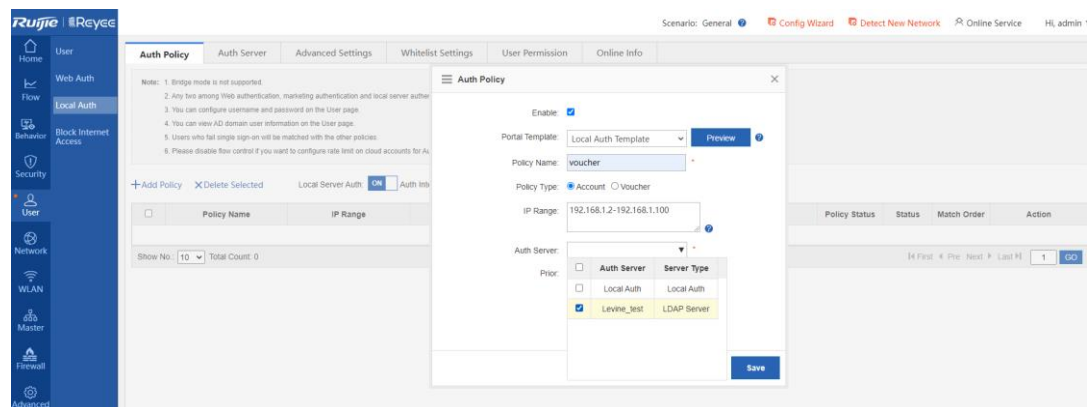 Ruijie | Reyee
Scenario: General
Config Wizard
Detect New Network
Online Service
Hi, admin
Home
Flow
Behavior
Security
User
Network
WLAN
Master
Firewall
Advanced
User
Web Auth
Local Auth
Block Internet
Access
Auth Policy
Auth Server
Advanced Settings
Whitelist Settings
User Permission
Online Info
Note: 1. Bridge mode is not supported.
2. Any two among Web authentication, marketing authentication and local server authe
3. You can configure username and password on the User page.
4. You can view AD domain user information on the User page.
5. Users who fail single sign-on will be matched with the other policies.
6. Please disable flow control if you want to configure rate limit on cloud accounts for Au
Add Policy
Delete Selected
Local Server Auth: ON
Auth Inte
Policy Name
IP Range
Policy Status
Status
Match Order
Action
Show No.: 10 Total Count: 0
First Pre Next Last 1 GO
Auth Policy
Enable:
Portal Template: Local Auth Template Preview
Policy Name: voucher *
Policy Type: Account Voucher
IP Range: 192.168.1.2-192.168.1.100
Auth Server: *
Prior:
Auth Server Server Type
Local Auth Local Auth
Levine_test LDAP Server
Save